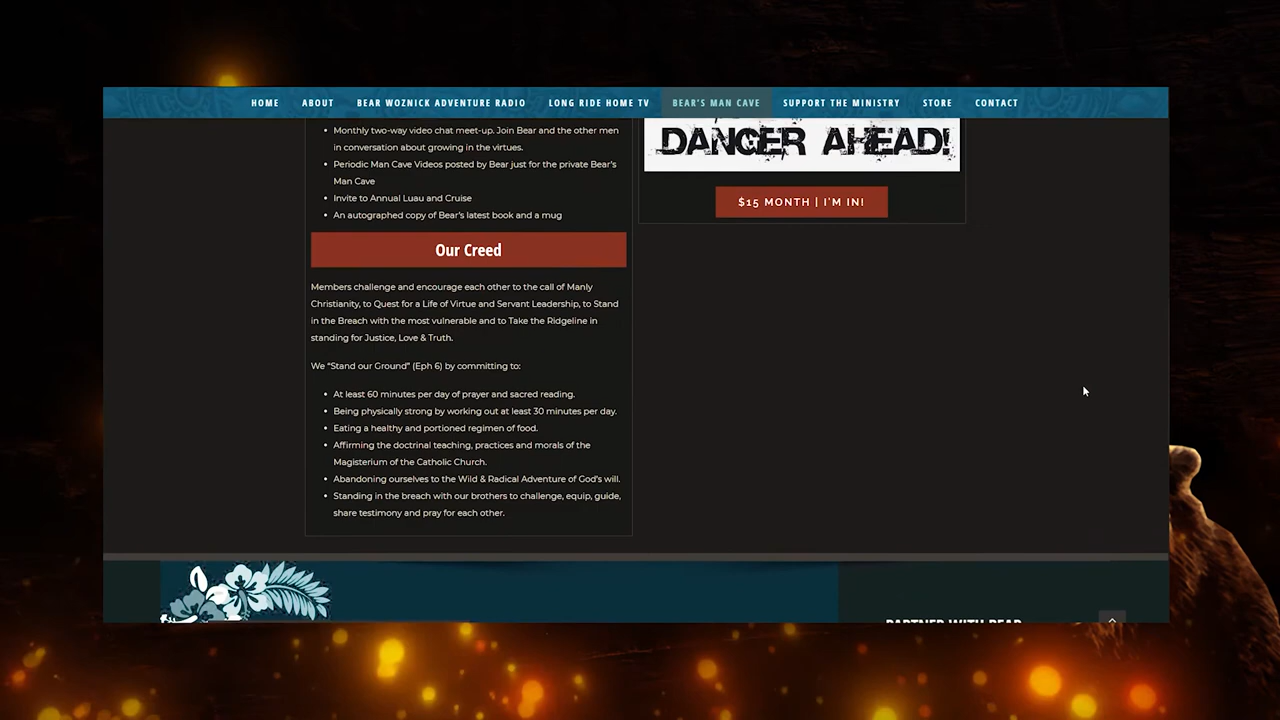 HOME ABOUT BEAR WOZNICK ADVENTURE RADIO LONG RIDE HOME TV BEAR'S MAN CAVE SUPPORT THE MINISTRY STORE CONTACT
Monthly two-way video chat meet-up. Join Bear and the other men
in conversation about growing in the virtues.
Periodic Man Cave Videos posted by Bear just for the private Bear's
Man Cave
Invite to Annual Luau and Cruise
An autographed copy of Bear's latest book and a mug
Our Creed
Members challenge and encourage each other to the call of Manly
Christianity, to Quest for a Life of Virtue and Servant Leadership, to Stand
in the Breach with the most vulnerable and to Take the Ridgeline in
standing for Justice, Love & Truth.
We “Stand our Ground” (Eph 6) by committing to:
At least 60 minutes per day of prayer and sacred reading.
Being physically strong by working out at least 30 minutes per day.
Eating a healthy and portioned regimen of food.
Affirming the doctrinal teaching, practices and morals of the
Magisterium of the Catholic Church.
Abandoning ourselves to the Wild & Radical Adventure of God's will.
Standing in the breach with our brothers to challenge, equip, guide,
share testimony and pray for each other.
DANGER AHEAD!
$15 MONTH | I'M IN!
PARTNER WITH BEAR